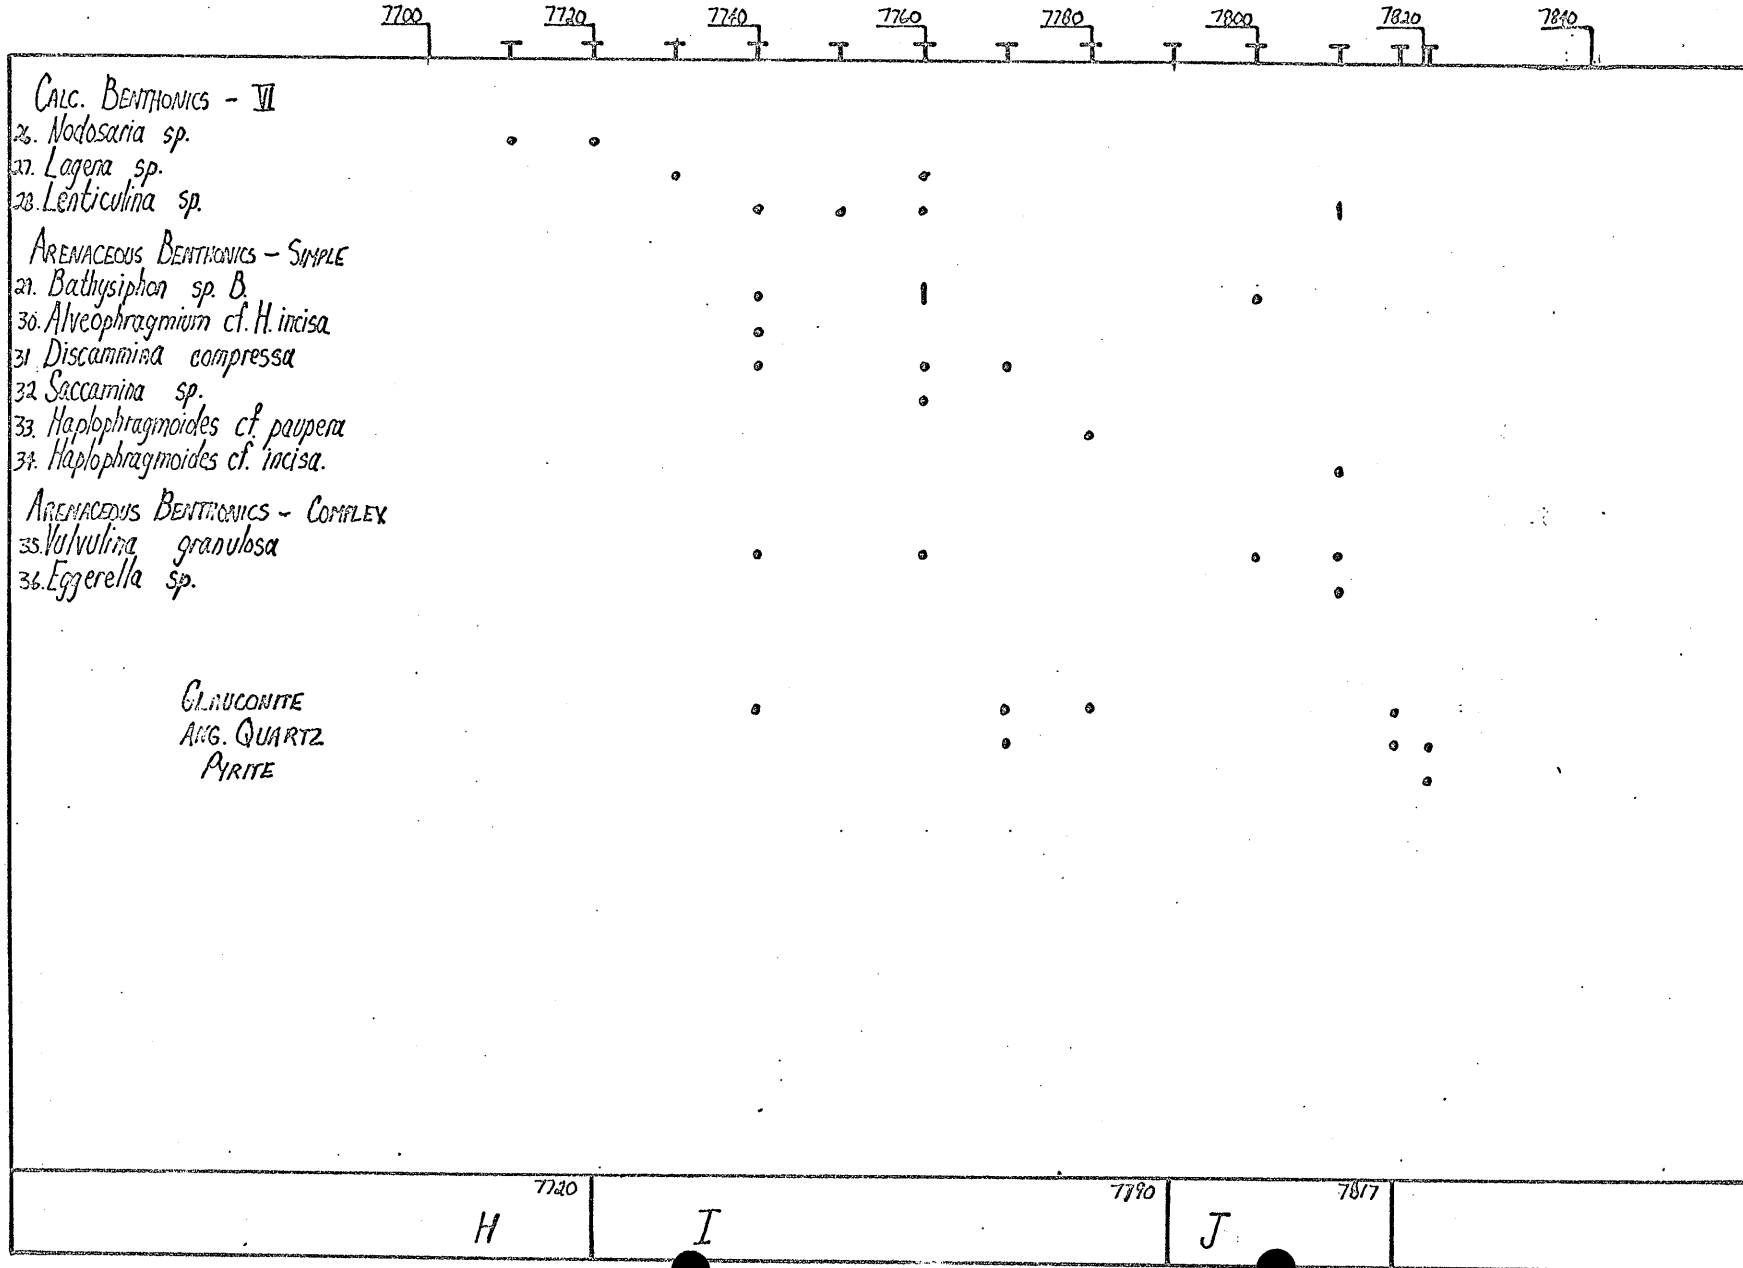 7700 7720 7740 7760 7780 7800 7820 7840
CALC. BENTHONICS - VI
26. Nodosaria sp.
27. Lagena sp.
28. Lenticulina sp.
ARENACEOUS BENTHONICS - SIMPLE
29. Bathysiphon sp. B.
30. Alveophragmium cf. H. incisa
31 Discammina compressa
32 Saccamina sp.
33. Haplophragmoides cf. paupera
34. Haplophragmoides cf. incisa.
ARENACEOUS BENTHONICS - COMPLEX
35. Vulvulina granulosa
36. Eggerella sp.
GLAUCONITE
ANG. QUARTZ
PYRITE
7720 7790 7817
H I J